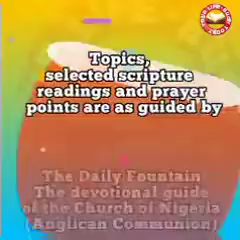 Topics,
selected scripture
readings and prayer
points are as guided by
The Daily Fountain
The devotional guide
of the Church of Nigeria
(Anglican Communion)